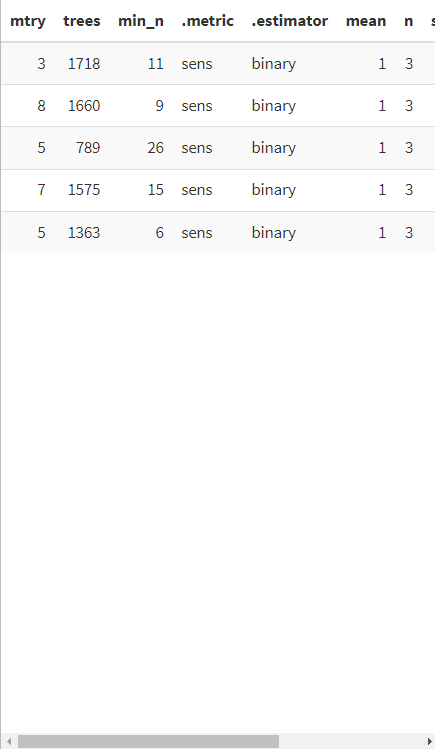 mtry trees min_n .metric .estimator mean n s
3 1718 11 sens binary 1 3
8 1660 9 sens binary 1 3
5 789 26 sens binary 1 3
7 1575 15 sens binary 1 3
5 1363 6 sens binary 1 3